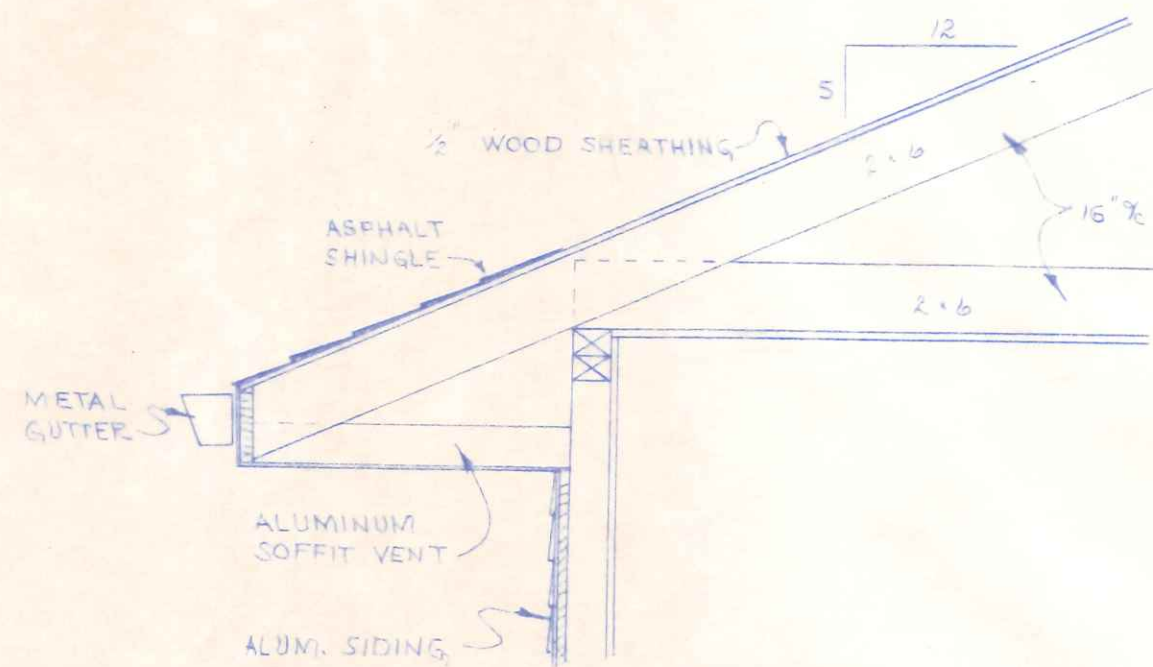 12
5
1/2" WOOD SHEATHING
2 × 6
16" %c
ASPHALT
SHINGLE
2 × 6
METAL
GUTTER
ALUMINUM
SOFFIT VENT
ALUM. SIDING